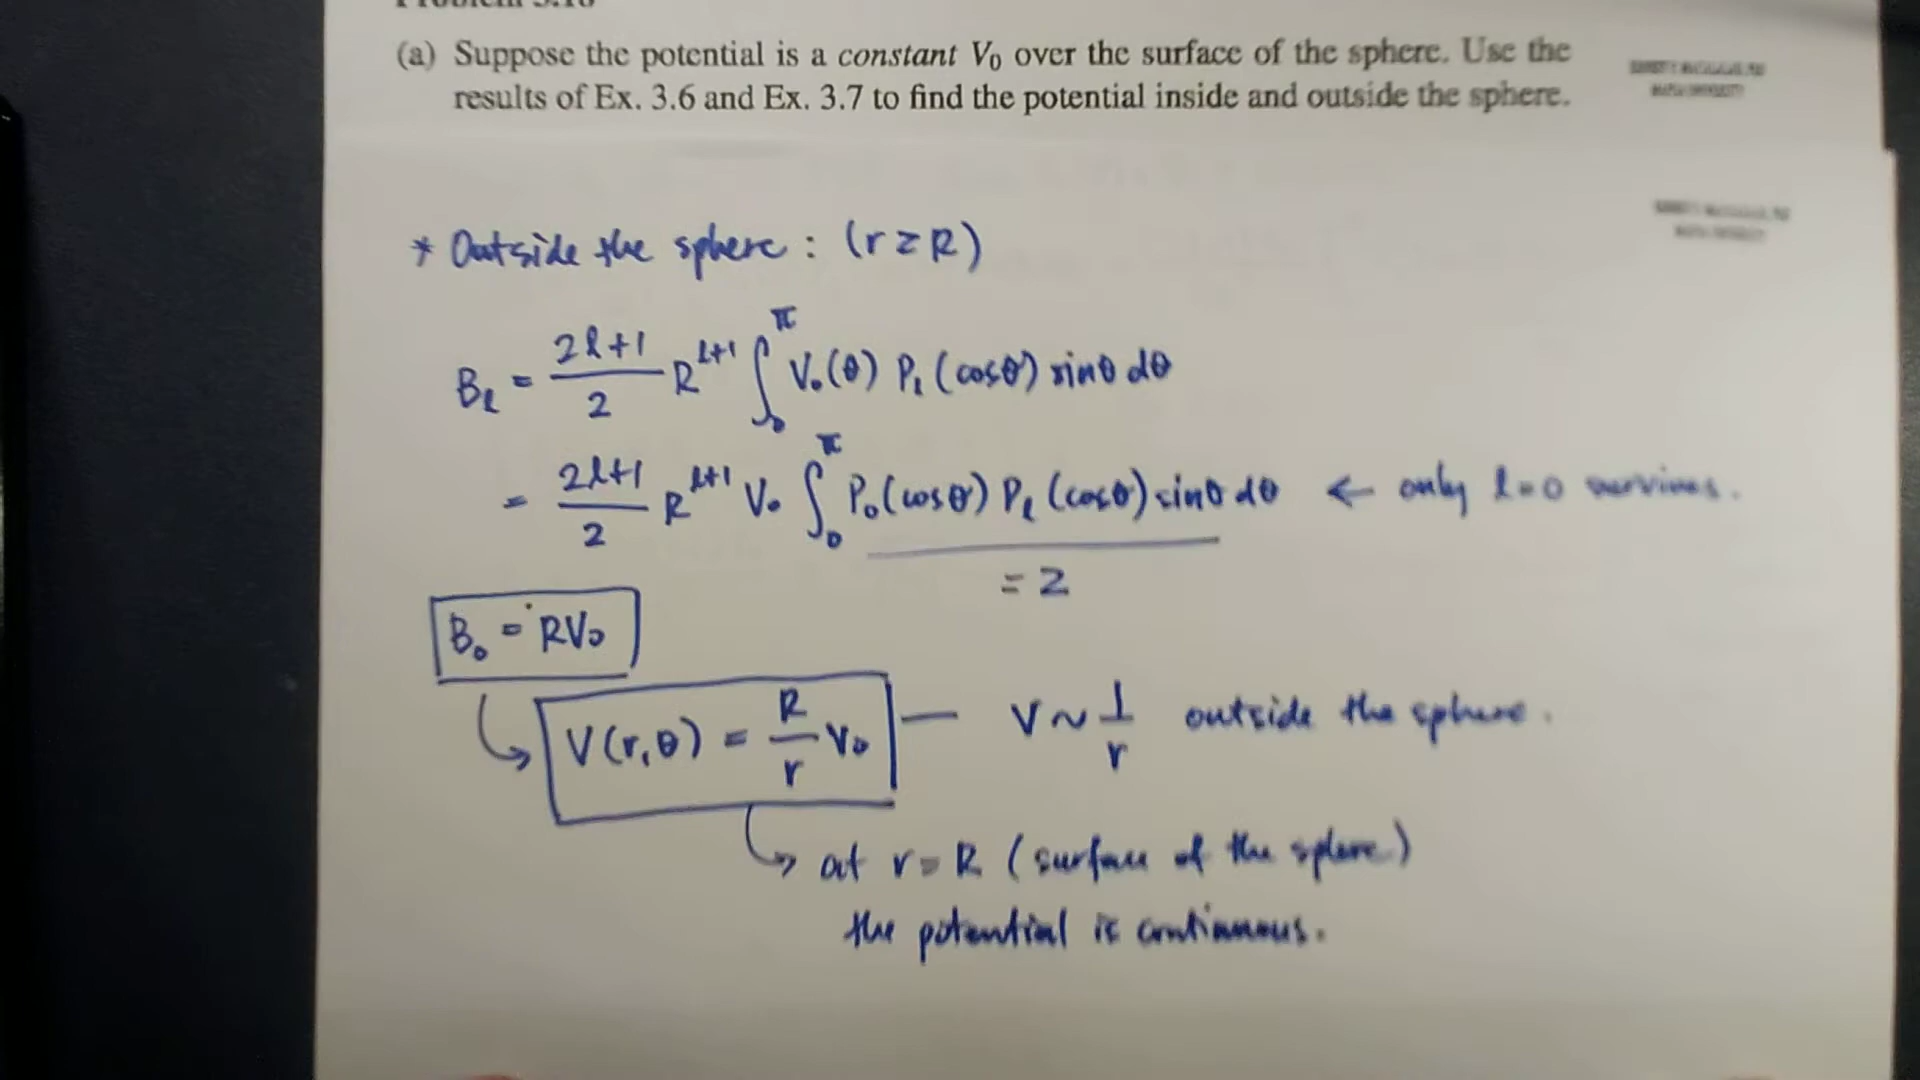 (a) Suppose the potential is a constant V₀ over the surface of the sphere. Use the
results of Ex. 3.6 and Ex. 3.7 to find the potential inside and outside the sphere.
* Outside the sphere : (r ≥ R)
B_ℓ = (2ℓ+1)/2 R^(ℓ+1) ∫₀^π V₀(θ) P_ℓ (cosθ) sinθ dθ
= (2ℓ+1)/2 R^(ℓ+1) V₀ ∫₀^π P₀(cosθ) P_ℓ (cosθ) sinθ dθ ← only ℓ=0 survives.
= 2
B₀ = RV₀
V(r,θ) = R/r V₀ — V ~ 1/r outside the sphere.
↳ at r = R (surface of the sphere)
the potential is continuous.